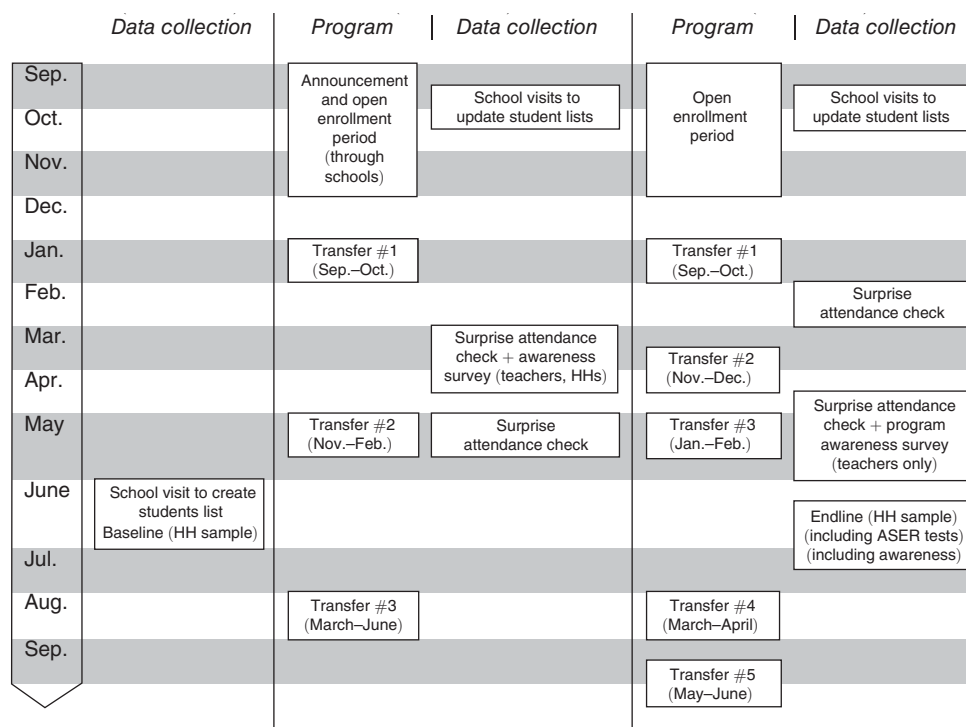 Data collection
Program
Data collection
Program
Data collection
Sep.
Oct.
Nov.
Dec.
Jan.
Feb.
Mar.
Apr.
May
June
Jul.
Aug.
Sep.
School visit to create
students list
Baseline (HH sample)
Announcement
and open
enrollment
period
(through
schools)
Transfer #1
(Sep.–Oct.)
Transfer #2
(Nov.–Feb.)
Transfer #3
(March–June)
School visits to
update student lists
Surprise attendance
check + awareness
survey (teachers, HHs)
Surprise
attendance check
Open
enrollment
period
Transfer #1
(Sep.–Oct.)
Transfer #2
(Nov.–Dec.)
Transfer #3
(Jan.–Feb.)
Transfer #4
(March–April)
Transfer #5
(May–June)
School visits to
update student lists
Surprise
attendance check
Surprise attendance
check + program
awareness survey
(teachers only)
Endline (HH sample)
(including ASER tests)
(including awareness)